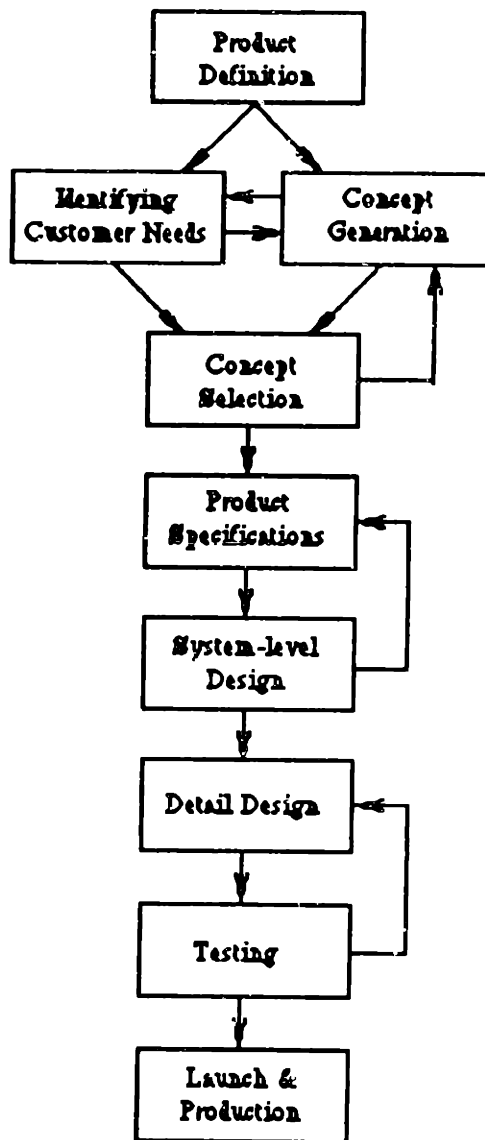 Product
Definition
Identifying
Customer Needs
Concept
Generation
Concept
Selection
Product
Specifications
System-level
Design
Detail Design
Testing
Launch &
Production